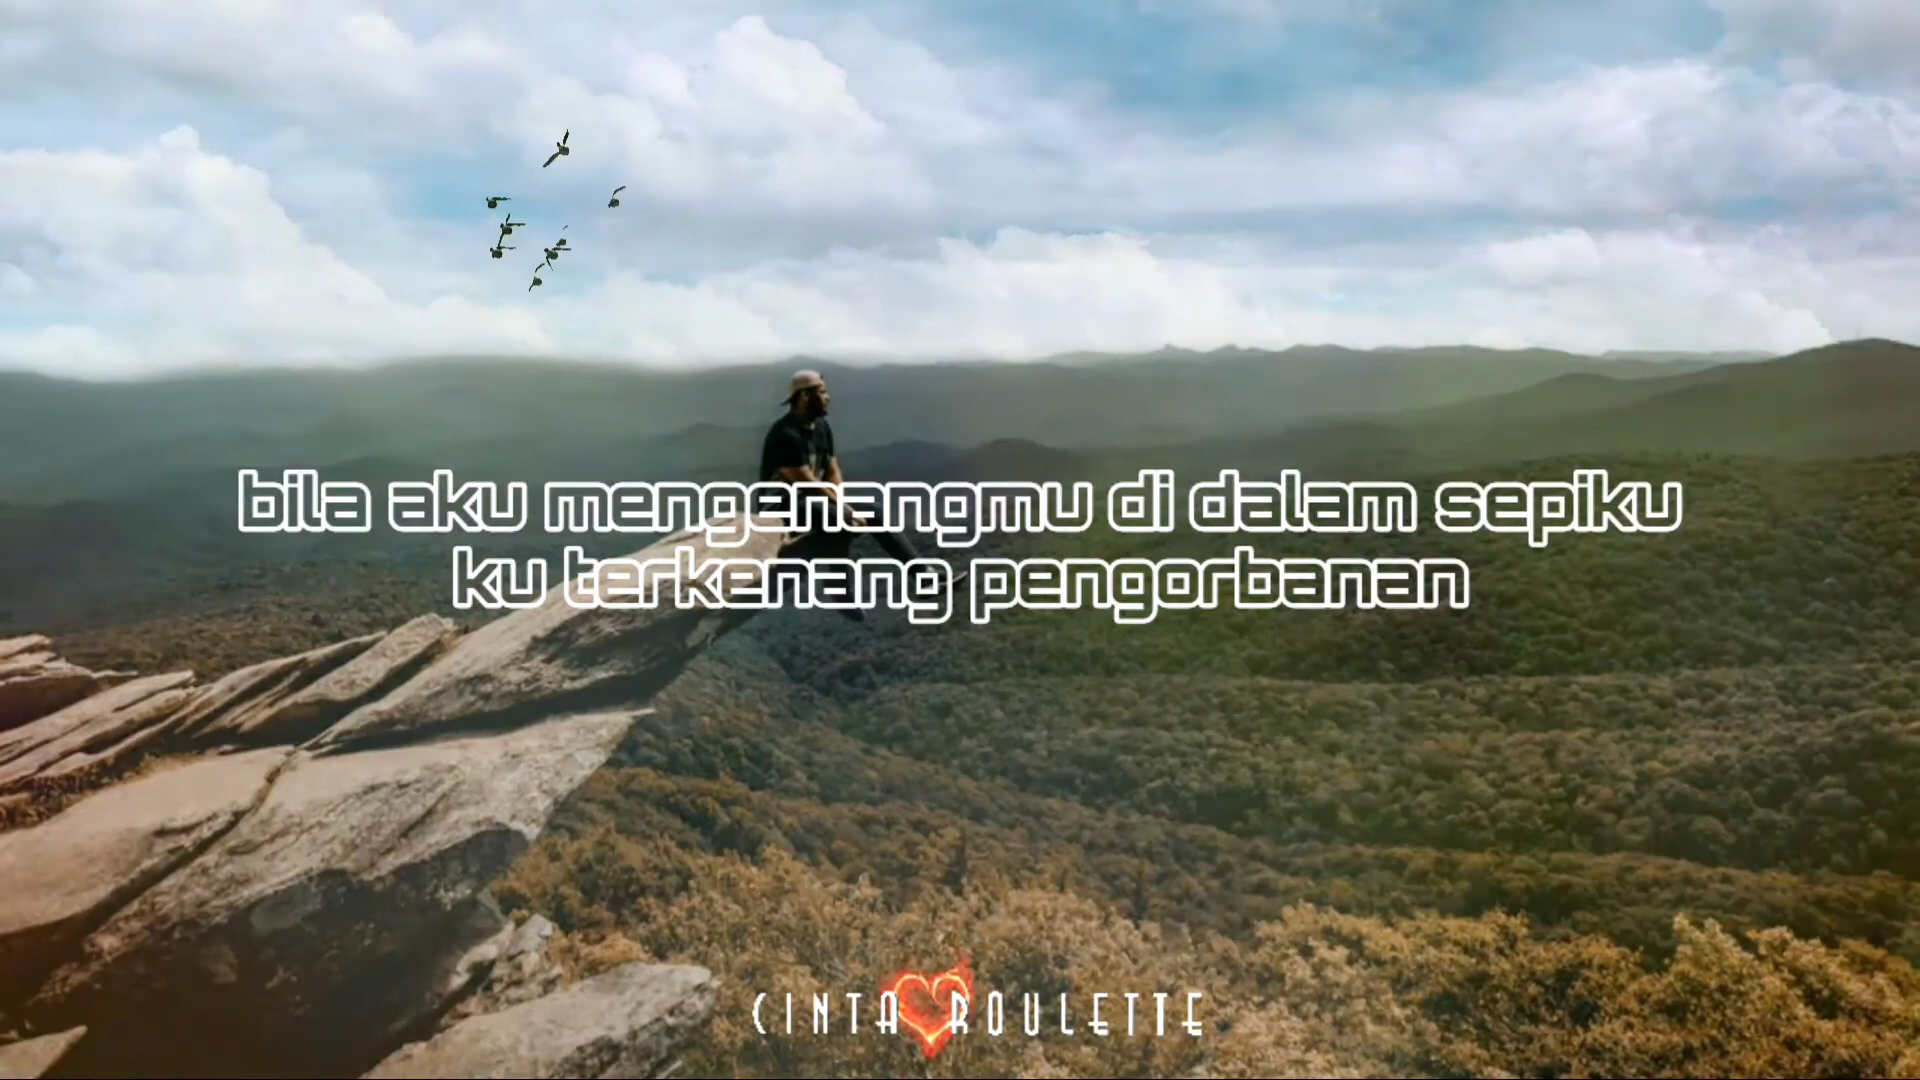 bila aku mengenangmu di dalam sepiku
ku terkenang pengorbanan
CINTA ROULETTE